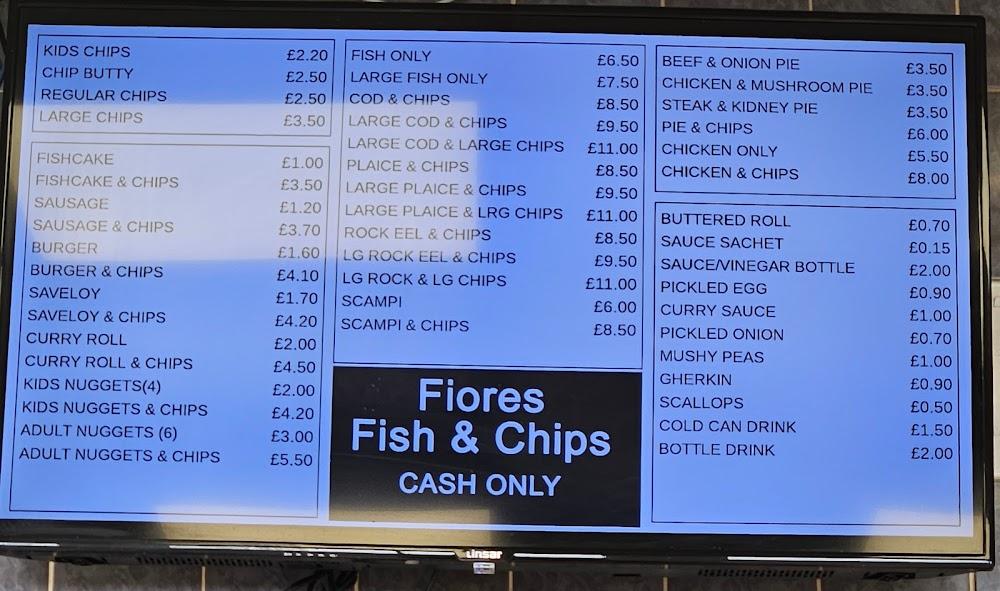 KIDS CHIPS £2.20
CHIP BUTTY £2.50
REGULAR CHIPS £2.50
LARGE CHIPS £3.50
FISHCAKE £1.00
FISHCAKE & CHIPS £3.50
SAUSAGE £1.20
SAUSAGE & CHIPS £3.70
BURGER £1.60
BURGER & CHIPS £4.10
SAVELOY £1.70
SAVELOY & CHIPS £4.20
CURRY ROLL £2.00
CURRY ROLL & CHIPS £4.50
KIDS NUGGETS(4) £2.00
KIDS NUGGETS & CHIPS £4.20
ADULT NUGGETS (6) £3.00
ADULT NUGGETS & CHIPS £5.50
FISH ONLY £6.50
LARGE FISH ONLY £7.50
COD & CHIPS £8.50
LARGE COD & CHIPS £9.50
LARGE COD & LARGE CHIPS £11.00
PLAICE & CHIPS £8.50
LARGE PLAICE & CHIPS £9.50
LARGE PLAICE & LRG CHIPS £11.00
ROCK EEL & CHIPS £8.50
LG ROCK EEL & CHIPS £9.50
LG ROCK & LG CHIPS £11.00
SCAMPI £6.00
SCAMPI & CHIPS £8.50
Fiores
Fish & Chips
CASH ONLY
BEEF & ONION PIE £3.50
CHICKEN & MUSHROOM PIE £3.50
STEAK & KIDNEY PIE £3.50
PIE & CHIPS £6.00
CHICKEN ONLY £5.50
CHICKEN & CHIPS £8.00
BUTTERED ROLL £0.70
SAUCE SACHET £0.15
SAUCE/VINEGAR BOTTLE £2.00
PICKLED EGG £0.90
CURRY SAUCE £1.00
PICKLED ONION £0.70
MUSHY PEAS £1.00
GHERKIN £0.90
SCALLOPS £0.50
COLD CAN DRINK £1.50
BOTTLE DRINK £2.00
Linsar